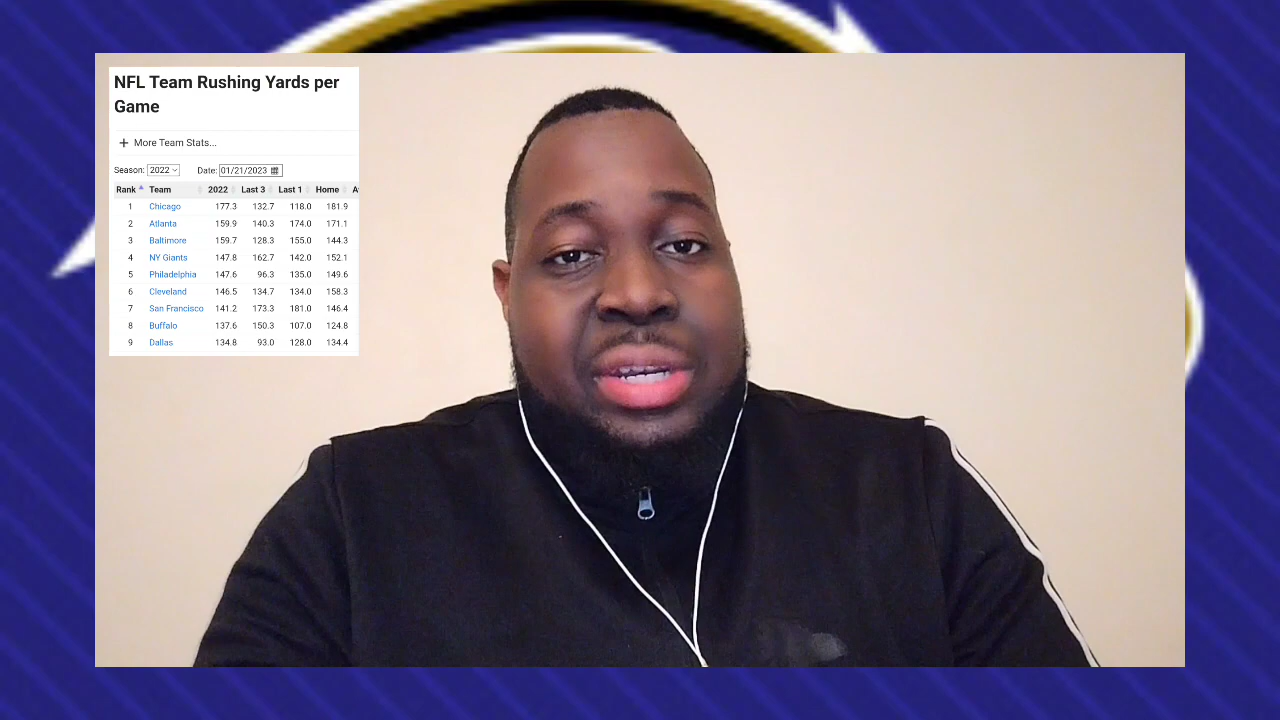 NFL Team Rushing Yards per
Game
+ More Team Stats...
Season: 2022 Date: 01/21/2023
Rank Team 2022 Last 3 Last 1 Home
1 Chicago 177.3 132.7 118.0 181.9
2 Atlanta 159.9 140.3 174.0 171.1
3 Baltimore 159.7 128.3 155.0 144.3
4 NY Giants 147.8 162.7 142.0 152.1
5 Philadelphia 147.6 96.3 135.0 149.6
6 Cleveland 146.5 134.7 134.0 158.3
7 San Francisco 141.2 173.3 181.0 146.4
8 Buffalo 137.6 150.3 107.0 124.8
9 Dallas 134.8 93.0 128.0 134.4